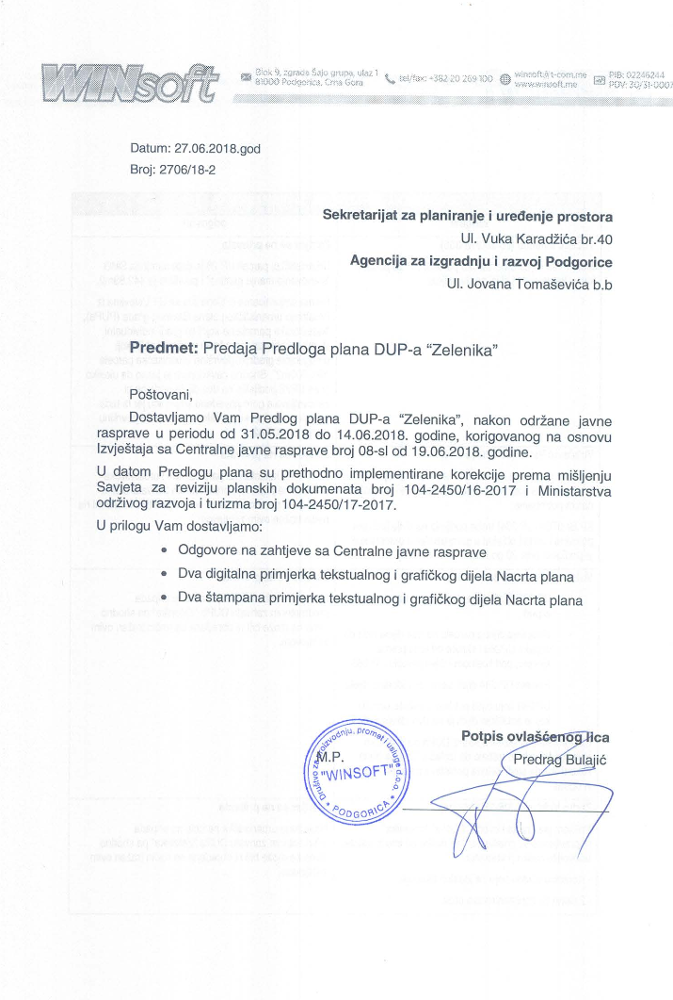 WINsoft
Blok 9, zgrada Šajo grupe, ulaz 1
81000 Podgorica, Crna Gora
tel/fax: +382 20 269 100
winsoft@t-com.me
www.winsoft.me
PIB: 02246244
PDV: 30/31-0007
Datum: 27.06.2018.god
Broj: 2706/18-2
Sekretarijat za planiranje i uređenje prostora
Ul. Vuka Karadžića br.40
Agencija za izgradnju i razvoj Podgorice
Ul. Jovana Tomaševića b.b
Predmet: Predaja Predloga plana DUP-a “Zelenika”
Poštovani,
Dostavljamo Vam Predlog plana DUP-a “Zelenika”, nakon održane javne
rasprave u periodu od 31.05.2018 do 14.06.2018. godine, korigovanog na osnovu
Izvještaja sa Centralne javne rasprave broj 08-sl od 19.06.2018. godine.
U datom Predlogu plana su prethodno implementirane korekcije prema mišljenju
Savjeta za reviziju planskih dokumenata broj 104-2450/16-2017 i Ministarstva
održivog razvoja i turizma broj 104-2450/17-2017.
U prilogu Vam dostavljamo:
• Odgovore na zahtjeve sa Centralne javne rasprave
• Dva digitalna primjerka tekstualnog i grafičkog dijela Nacrta plana
• Dva štampana primjerka tekstualnog i grafičkog dijela Nacrta plana
Potpis ovlašćenog lica
Predrag Bulajić
M.P.
Društvo za proizvodnju, promet i usluge d.o.o.
"WINSOFT"
* PODGORICA *